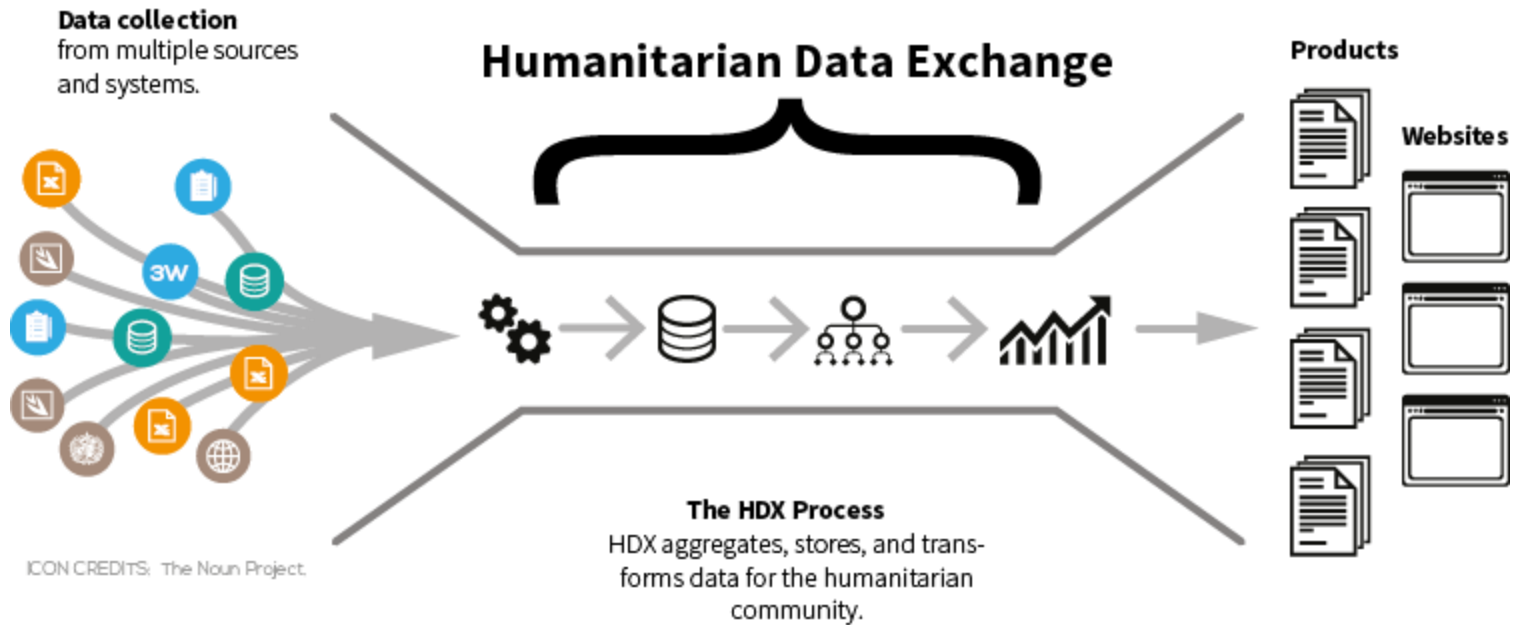 Data collection
from multiple sources
and systems.
Humanitarian Data Exchange
Products
Websites
3W
The HDX Process
HDX aggregates, stores, and trans-
forms data for the humanitarian
community.
ICON CREDITS: The Noun Project.